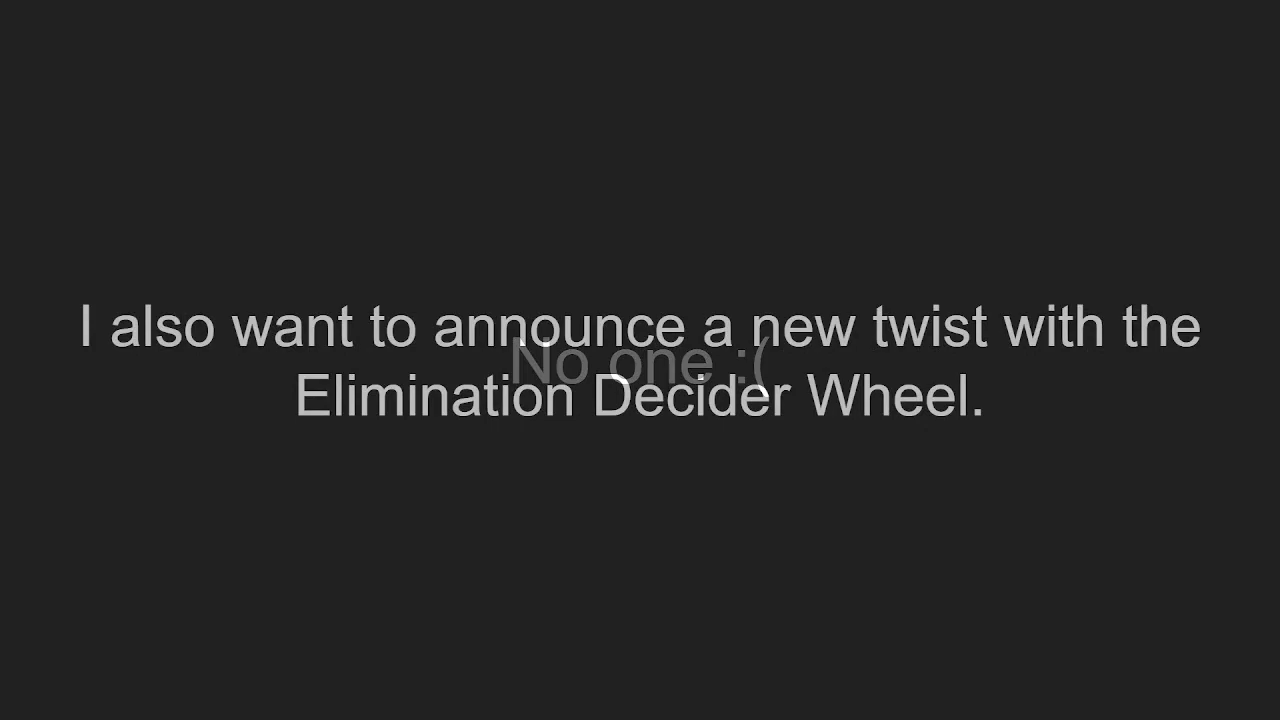 I also want to announce a new twist with the
No one :(
Elimination Decider Wheel.